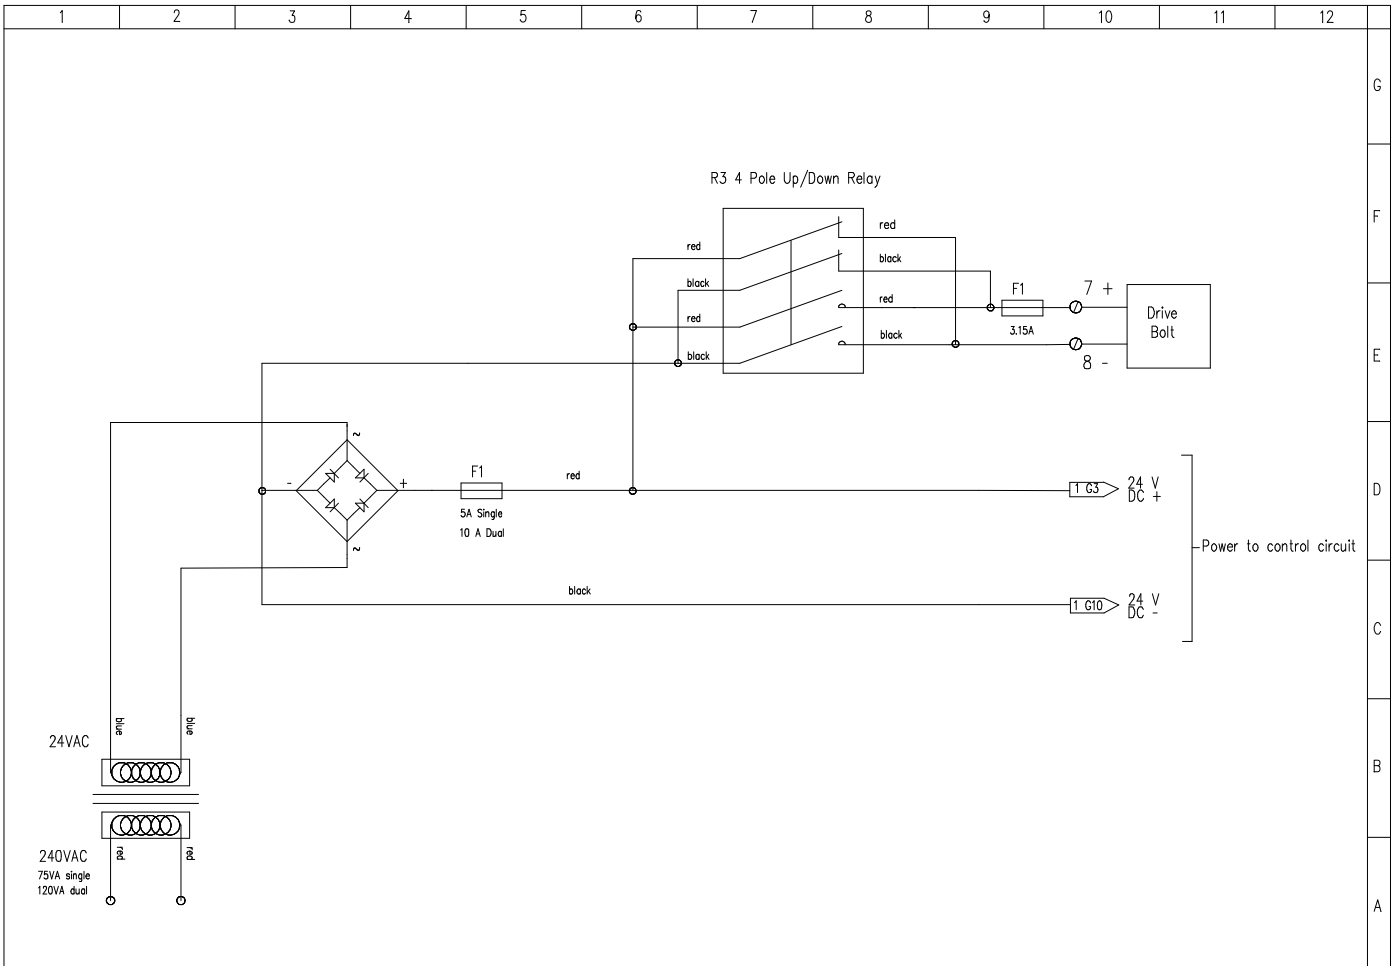 1 2 3 4 5 6 7 8 9 10 11 12
G
R3 4 Pole Up/Down Relay
F
red
red
black
black
F1
7 +
red
red
3.15A
Drive
Bolt
black
black
8 -
E
~
-
+
F1
red
5A Single
10 A Dual
1 G3
24 V
DC +
D
~
Power to control circuit
black
1 G10
24 V
DC -
C
blue
blue
24VAC
B
240VAC
red
red
75VA single
120VA dual
A